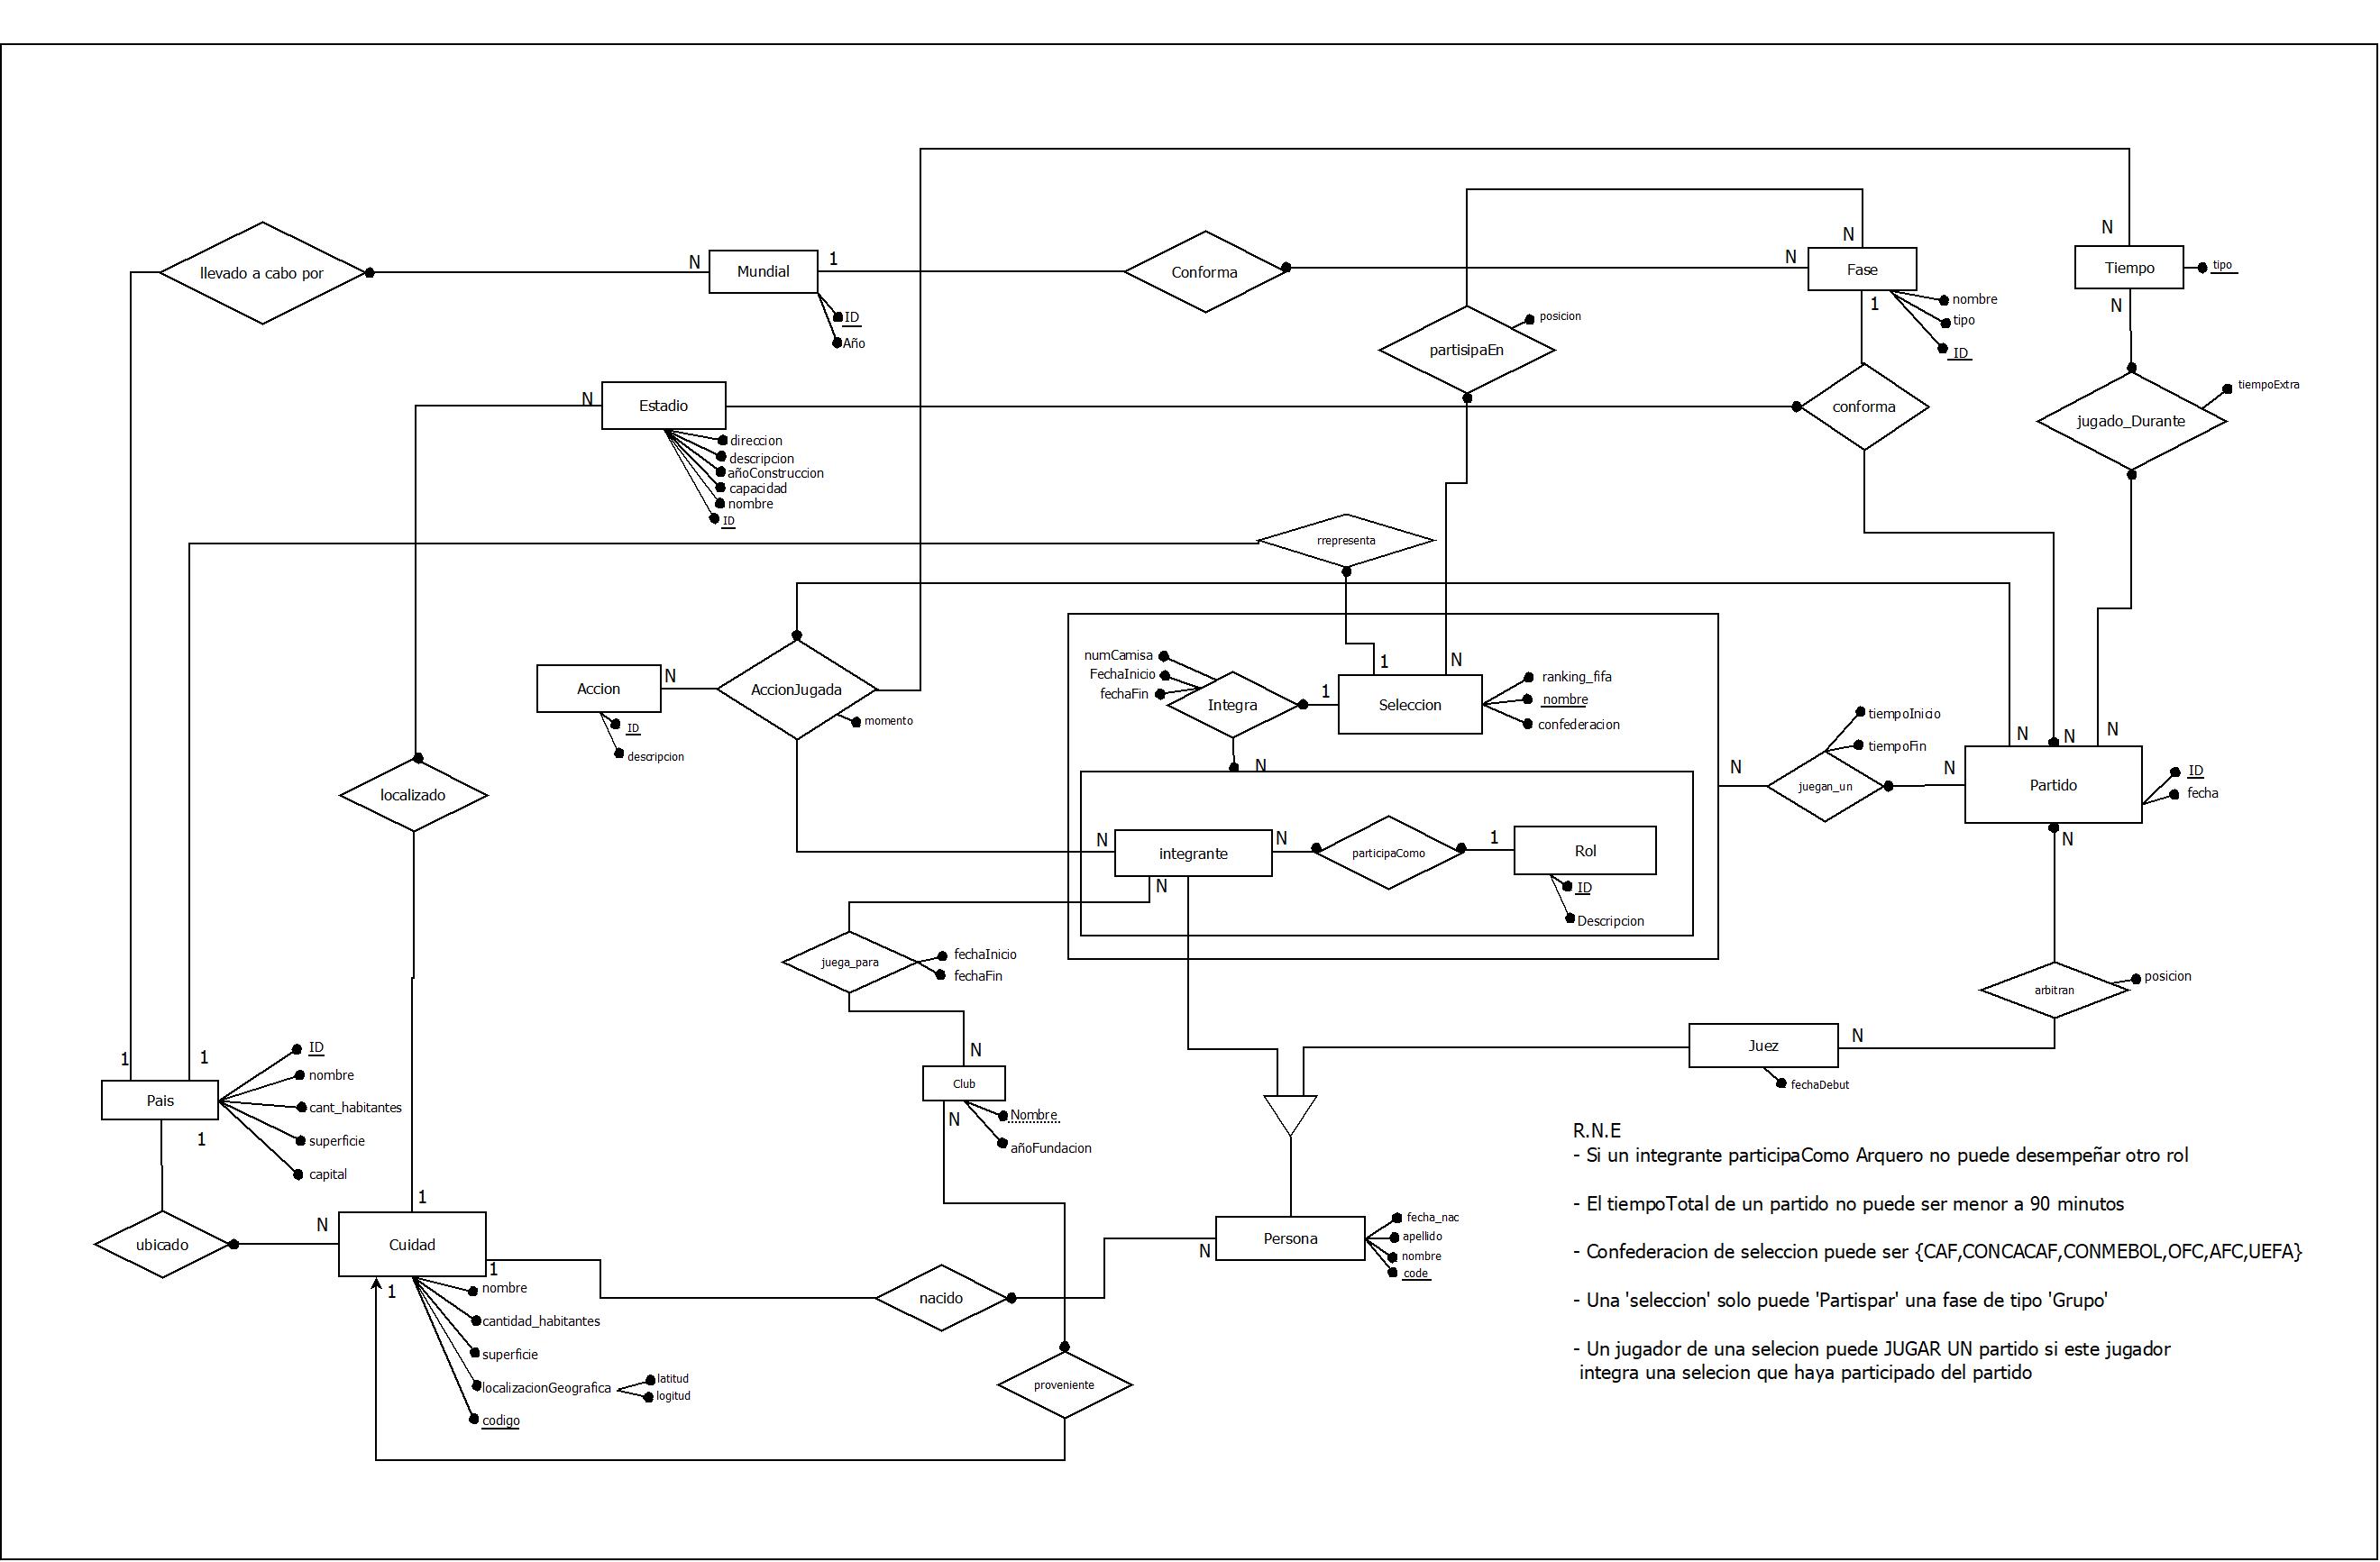 N
N
llevado a cabo por
N
Mundial
1
Conforma
N
Fase
Tiempo
tipo
ID
Año
1
nombre
tipo
ID
N
posicion
partisipaEn
tiempoExtra
N
Estadio
conforma
jugado_Durante
direccion
descripcion
añoConstruccion
capacidad
nombre
ID
rrepresenta
numCamisa
FechaInicio
fechaFin
1
N
Accion
N
AccionJugada
Integra
1
Seleccion
ranking_fifa
nombre
confederacion
momento
ID
descripcion
tiempoInicio
tiempoFin
N
N
N
N
N
N
juegan_un
Partido
ID
fecha
localizado
N
integrante
N
participaComo
1
Rol
N
N
ID
Descripcion
juega_para
fechaInicio
fechaFin
arbitran
posicion
1
1
ID
nombre
cant_habitantes
superficie
capital
Pais
1
N
Club
N
Nombre
añoFundacion
Juez
N
fechaDebut
R.N.E
- Si un integrante participaComo Arquero no puede desempeñar otro rol
- El tiempoTotal de un partido no puede ser menor a 90 minutos
- Confederacion de seleccion puede ser {CAF,CONCACAF,CONMEBOL,OFC,AFC,UEFA}
- Una 'seleccion' solo puede 'Partispar' una fase de tipo 'Grupo'
- Un jugador de una selecion puede JUGAR UN partido si este jugador
integra una selecion que haya participado del partido
1
ubicado
N
Cuidad
1
1
N
Persona
fecha_nac
apellido
nombre
code
nacido
nombre
cantidad_habitantes
superficie
localizacionGeografica
latitud
logitud
codigo
proveniente